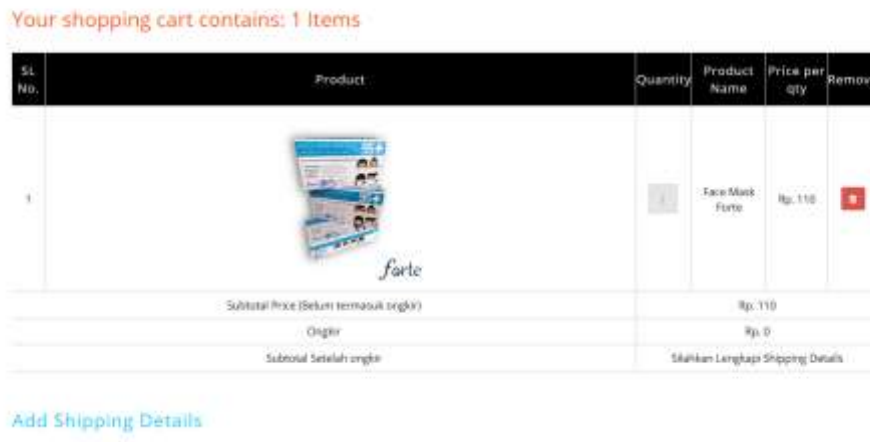 Your shopping cart contains: 1 Items
SL No. Product Quantity Product Name Price per qty Remov
1 forte 1 Face Mask Forte Rp. 110
Subtotal Price (Belum termasuk ongkir) Rp. 110
Ongkir Rp. 0
Subtotal Setelah ongkir Silahkan Lengkapi Shipping Details
Add Shipping Details